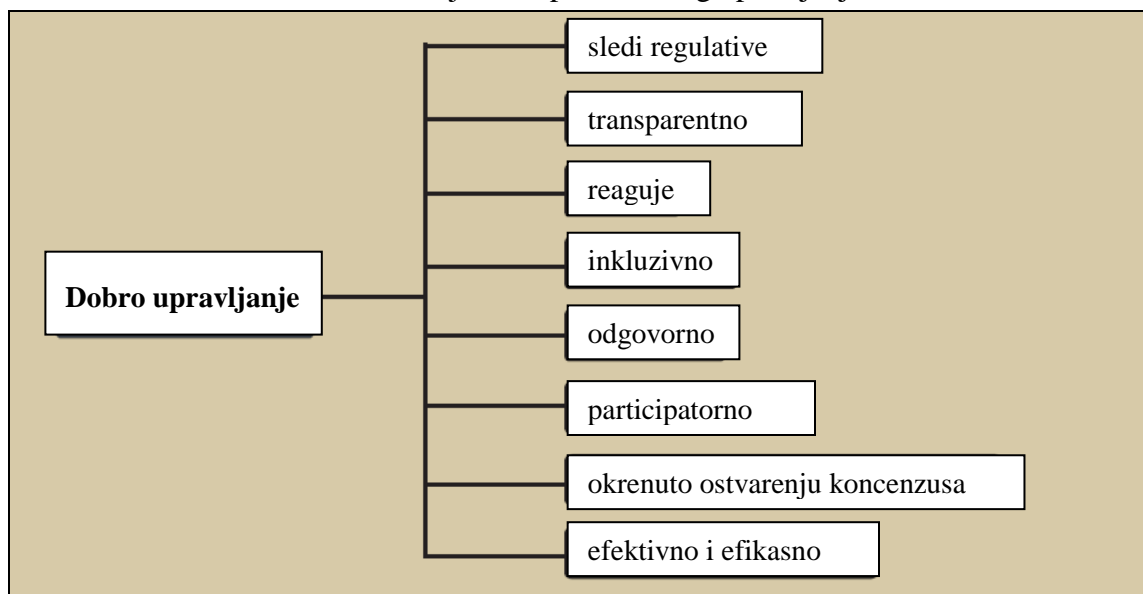 sledi regulative
transparentno
reaguje
inkluzivno
Dobro upravljanje
odgovorno
participatorno
okrenuto ostvarenju koncenzusa
efektivno i efikasno